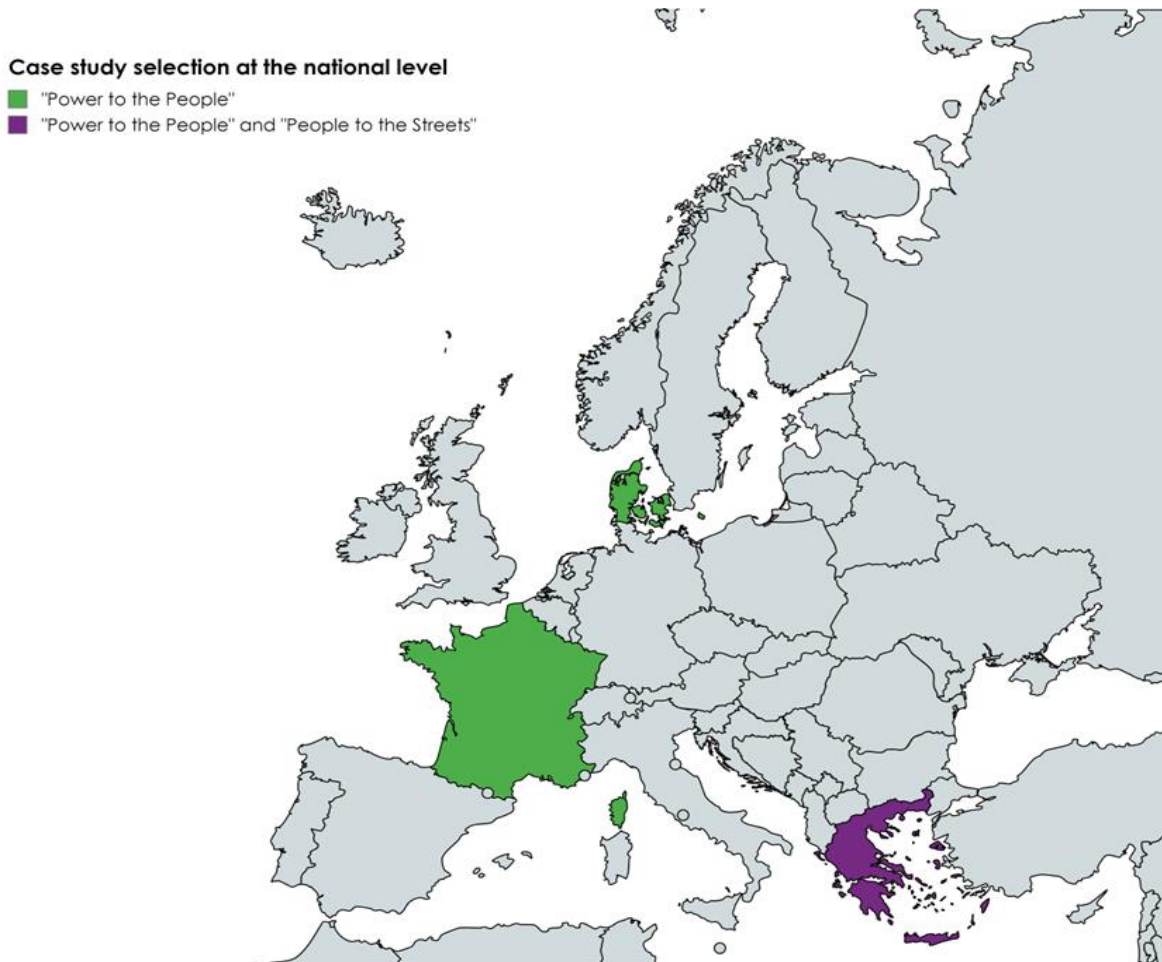 Case study selection at the national level
"Power to the People"
"Power to the People" and "People to the Streets"